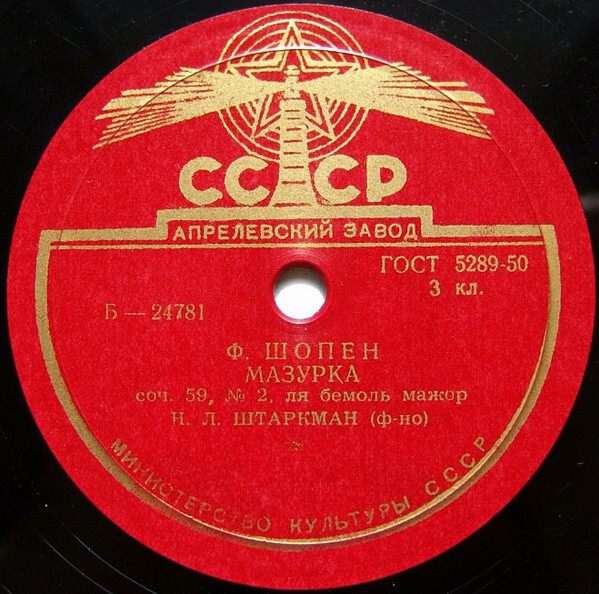 СССР
АПРЕЛЕВСКИЙ ЗАВОД
ГОСТ 5289-50
3 кл.
Б — 24781
Ф. ШОПЕН
МАЗУРКА
соч. 59, № 2, ля бемоль мажор
Н. Л. ШТАРКМАН (ф-но)
МИНИСТЕРСТВО КУЛЬТУРЫ СССР